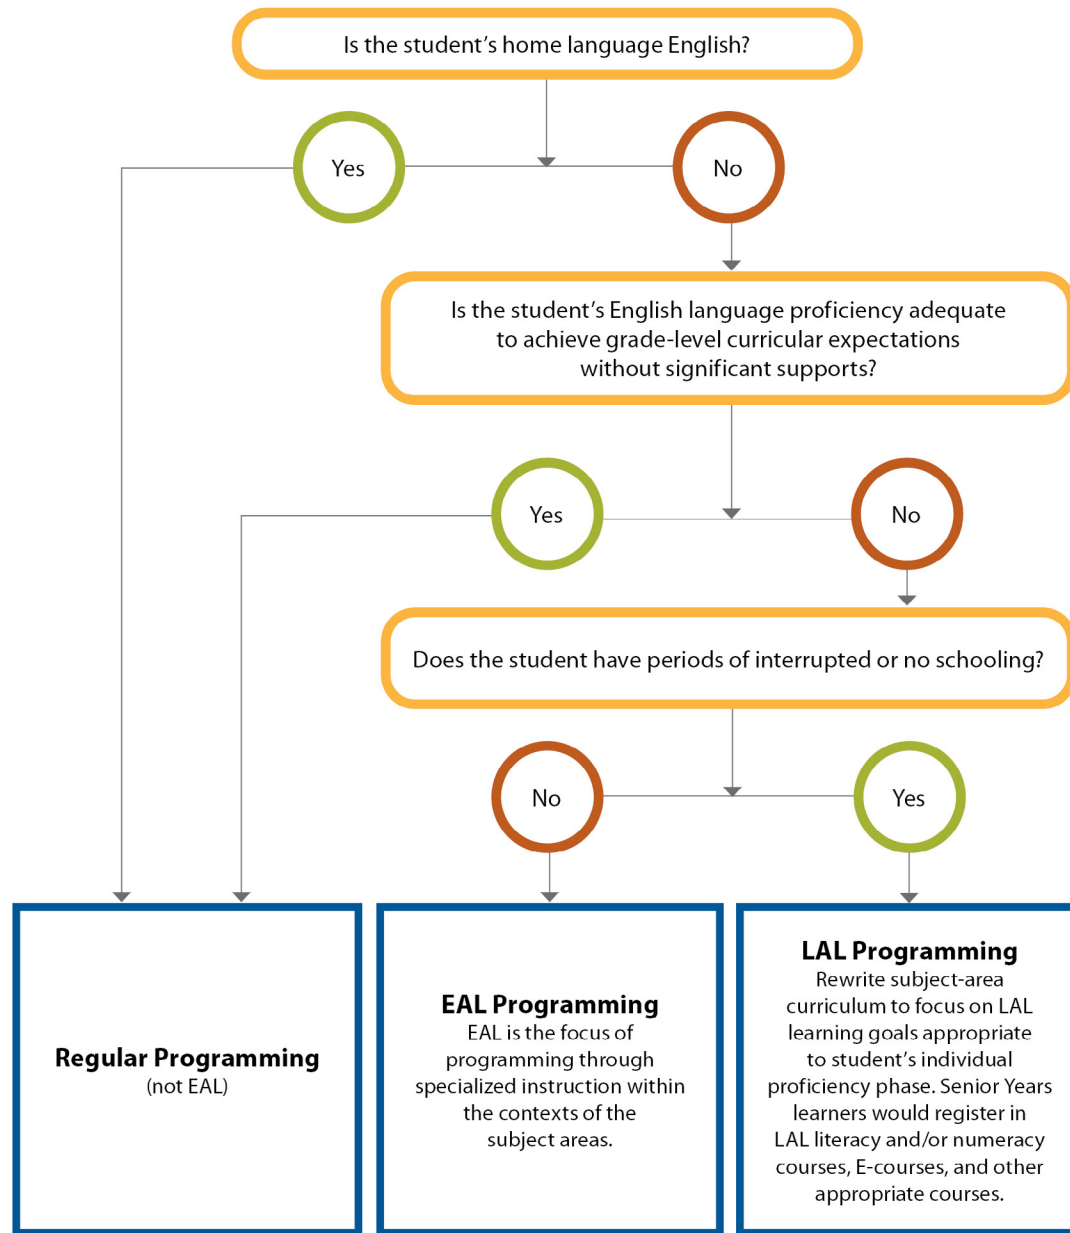 Is the student’s home language English?
Yes
No
Is the student’s English language proficiency adequate
to achieve grade-level curricular expectations
without significant supports?
Yes
No
Does the student have periods of interrupted or no schooling?
No
Yes
Regular Programming
(not EAL)
EAL Programming
EAL is the focus of
programming through
specialized instruction within
the contexts of the
subject areas.
LAL Programming
Rewrite subject-area
curriculum to focus on LAL
learning goals appropriate
to student’s individual
proficiency phase. Senior Years
learners would register in
LAL literacy and/or numeracy
courses, E-courses, and other
appropriate courses.